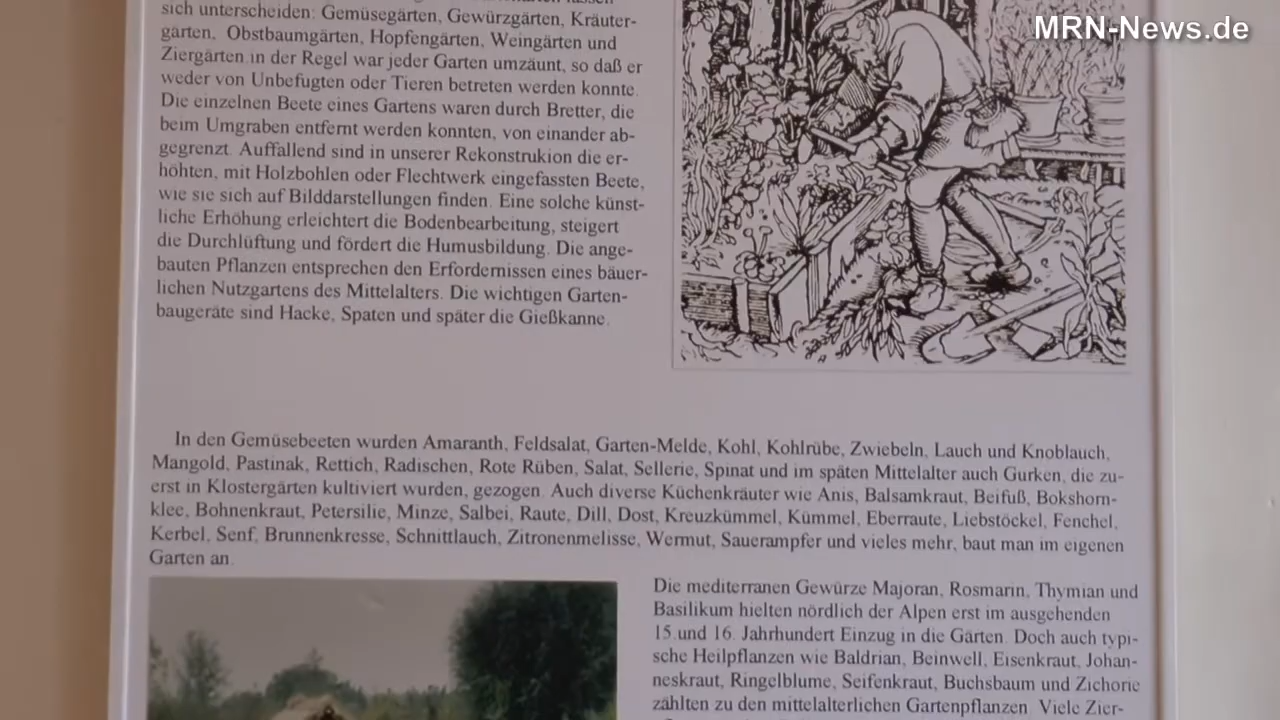 MRN-News.de
sich unterscheiden: Gemüsegärten, Gewürzgärten, Kräuter-
gärten, Obstbaumgärten, Hopfengärten, Weingärten und
Ziergärten.in der Regel war jeder Garten umzäunt, so daß er
weder von Unbefugten oder Tieren betreten werden konnte.
Die einzelnen Beete eines Gartens waren durch Bretter, die
beim Umgraben entfernt werden konnten, von einander ab-
gegrenzt. Auffallend sind in unserer Rekonstrukion die er-
höhten, mit Holzbohlen oder Flechtwerk eingefassten Beete,
wie sie sich auf Bilddarstellungen finden. Eine solche künst-
liche Erhöhung erleichtert die Bodenbearbeitung, steigert
die Durchlüftung und fördert die Humusbildung. Die ange-
bauten Pflanzen entsprechen den Erfordernissen eines bäuer-
lichen Nutzgartens des Mittelalters. Die wichtigen Garten-
baugeräte sind Hacke, Spaten und später die Gießkanne.
In den Gemüsebeeten wurden Amaranth, Feldsalat, Garten-Melde, Kohl, Kohlrübe, Zwiebeln, Lauch und Knoblauch,
Mangold, Pastinak, Rettich, Radischen, Rote Rüben, Salat, Sellerie, Spinat und im späten Mittelalter auch Gurken, die zu-
erst in Klostergärten kultiviert wurden, gezogen. Auch diverse Küchenkräuter wie Anis, Balsamkraut, Beifuß, Bokshorn-
klee, Bohnenkraut, Petersilie, Minze, Salbei, Raute, Dill, Dost, Kreuzkümmel, Kümmel, Eberraute, Liebstöckel, Fenchel,
Kerbel, Senf, Brunnenkresse, Schnittlauch, Zitronenmelisse, Wermut, Sauerampfer und vieles mehr, baut man im eigenen
Garten an.
Die mediterranen Gewürze Majoran, Rosmarin, Thymian und
Basilikum hielten nördlich der Alpen erst im ausgehenden
15.und 16. Jahrhundert Einzug in die Gärten. Doch auch typi-
sche Heilpflanzen wie Baldrian, Beinwell, Eisenkraut, Johan-
neskraut, Ringelblume, Seifenkraut, Buchsbaum und Zichorie
zählten zu den mittelalterlichen Gartenpflanzen. Viele Zier-